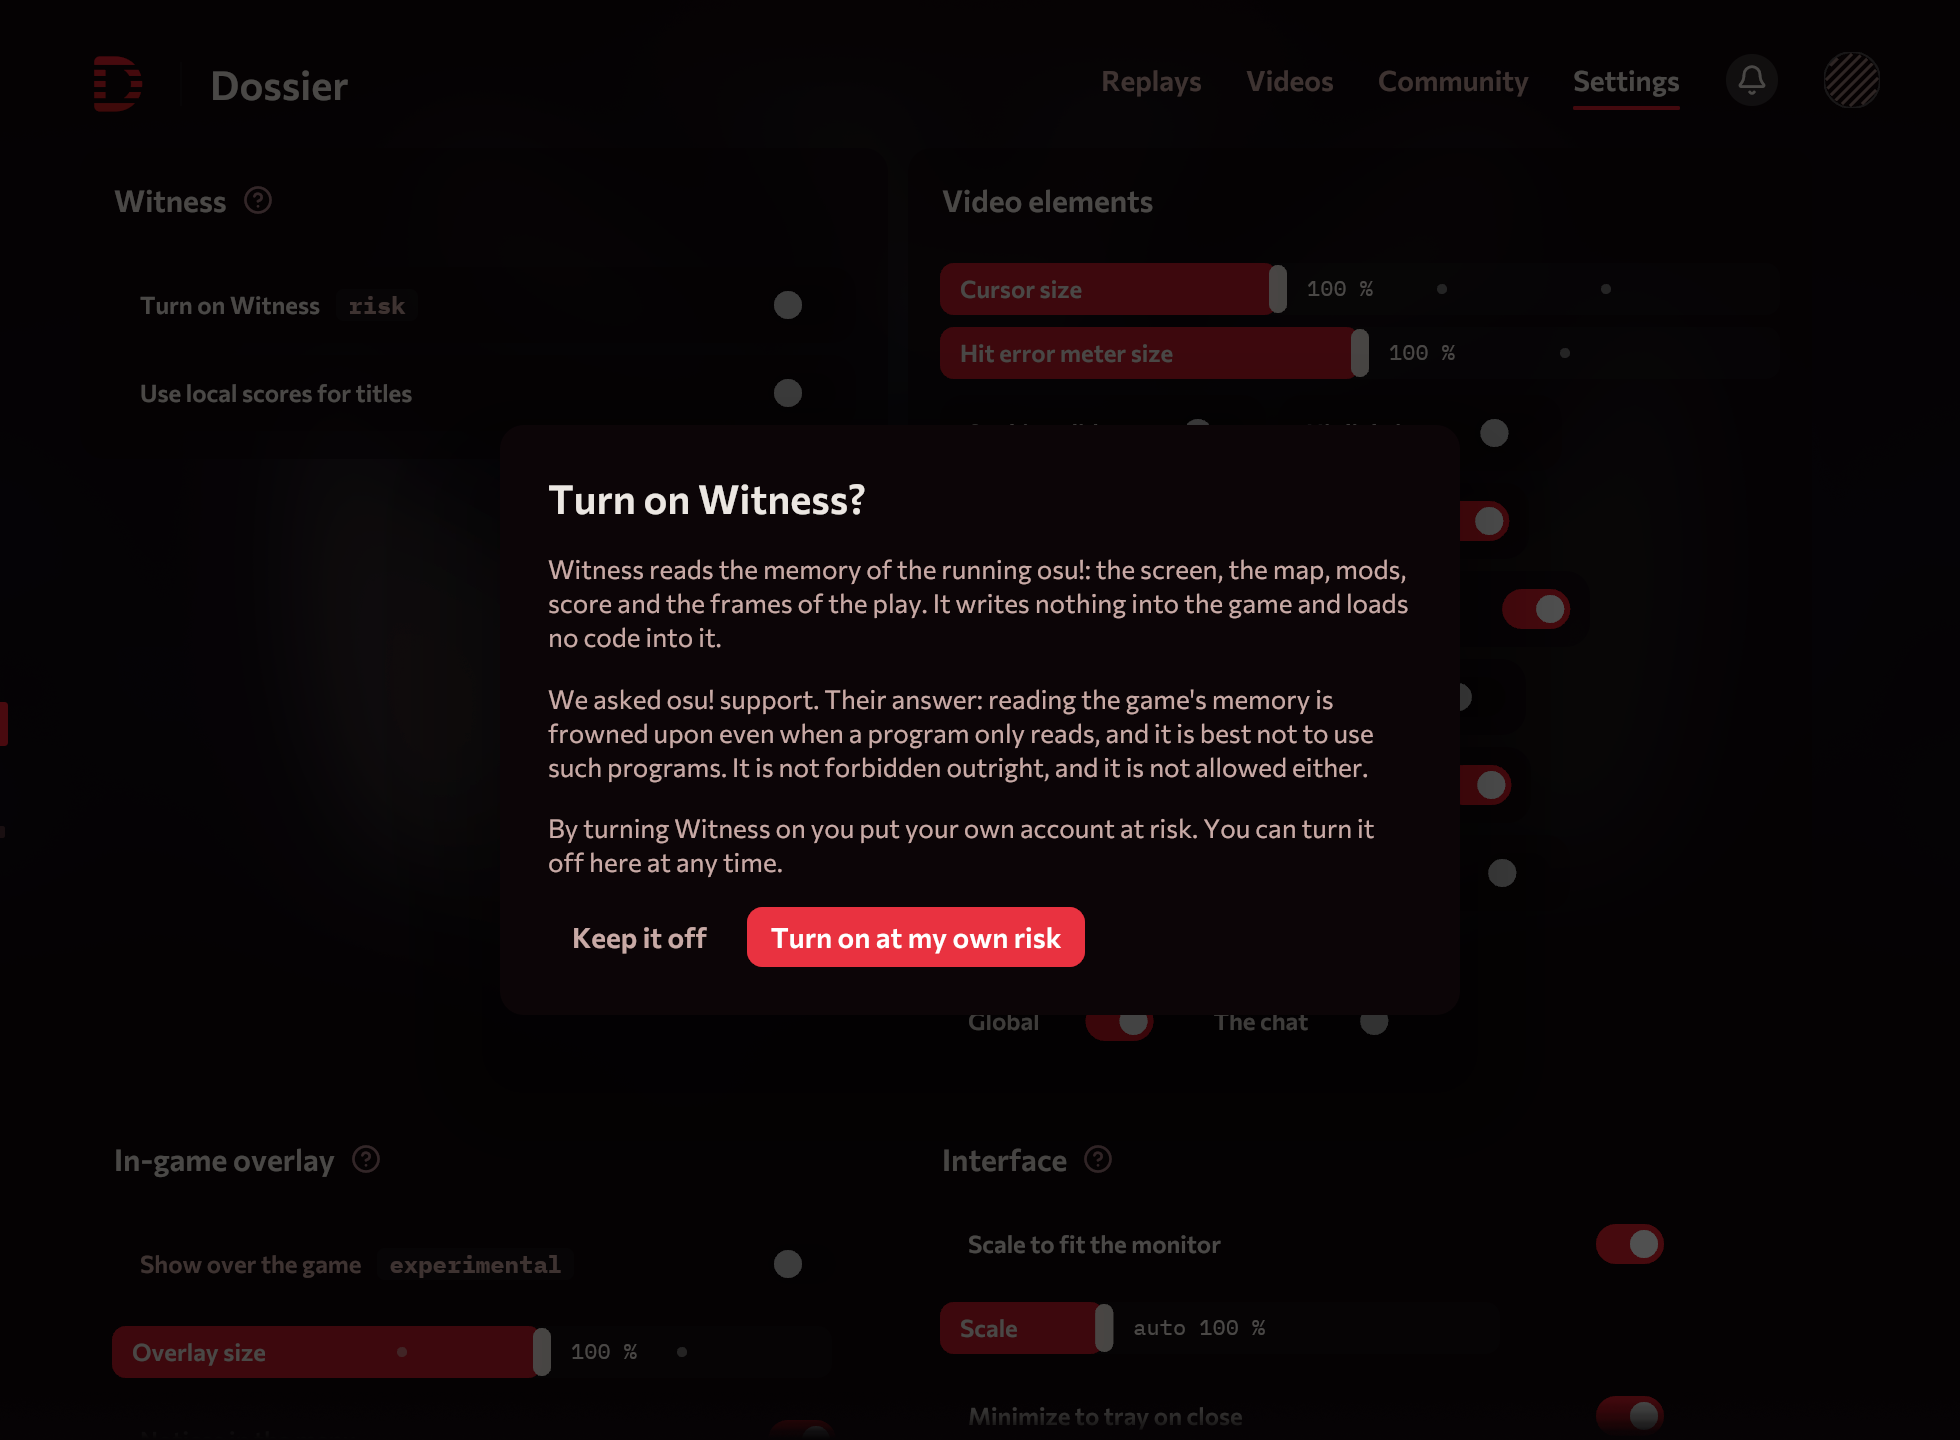 Dossier
Replays
Videos
Community
Settings
Witness
Turn on Witness risk
Use local scores for titles
Video elements
Cursor size 100 %
Hit error meter size 100 %
Turn on Witness?
Witness reads the memory of the running osu!: the screen, the map, mods,
score and the frames of the play. It writes nothing into the game and loads
no code into it.
We asked osu! support. Their answer: reading the game's memory is
frowned upon even when a program only reads, and it is best not to use
such programs. It is not forbidden outright, and it is not allowed either.
By turning Witness on you put your own account at risk. You can turn it
off here at any time.
Keep it off
Turn on at my own risk
Global
The chat
In-game overlay
Show over the game experimental
Overlay size 100 %
Interface
Scale to fit the monitor
Scale auto 100 %
Minimize to tray on close